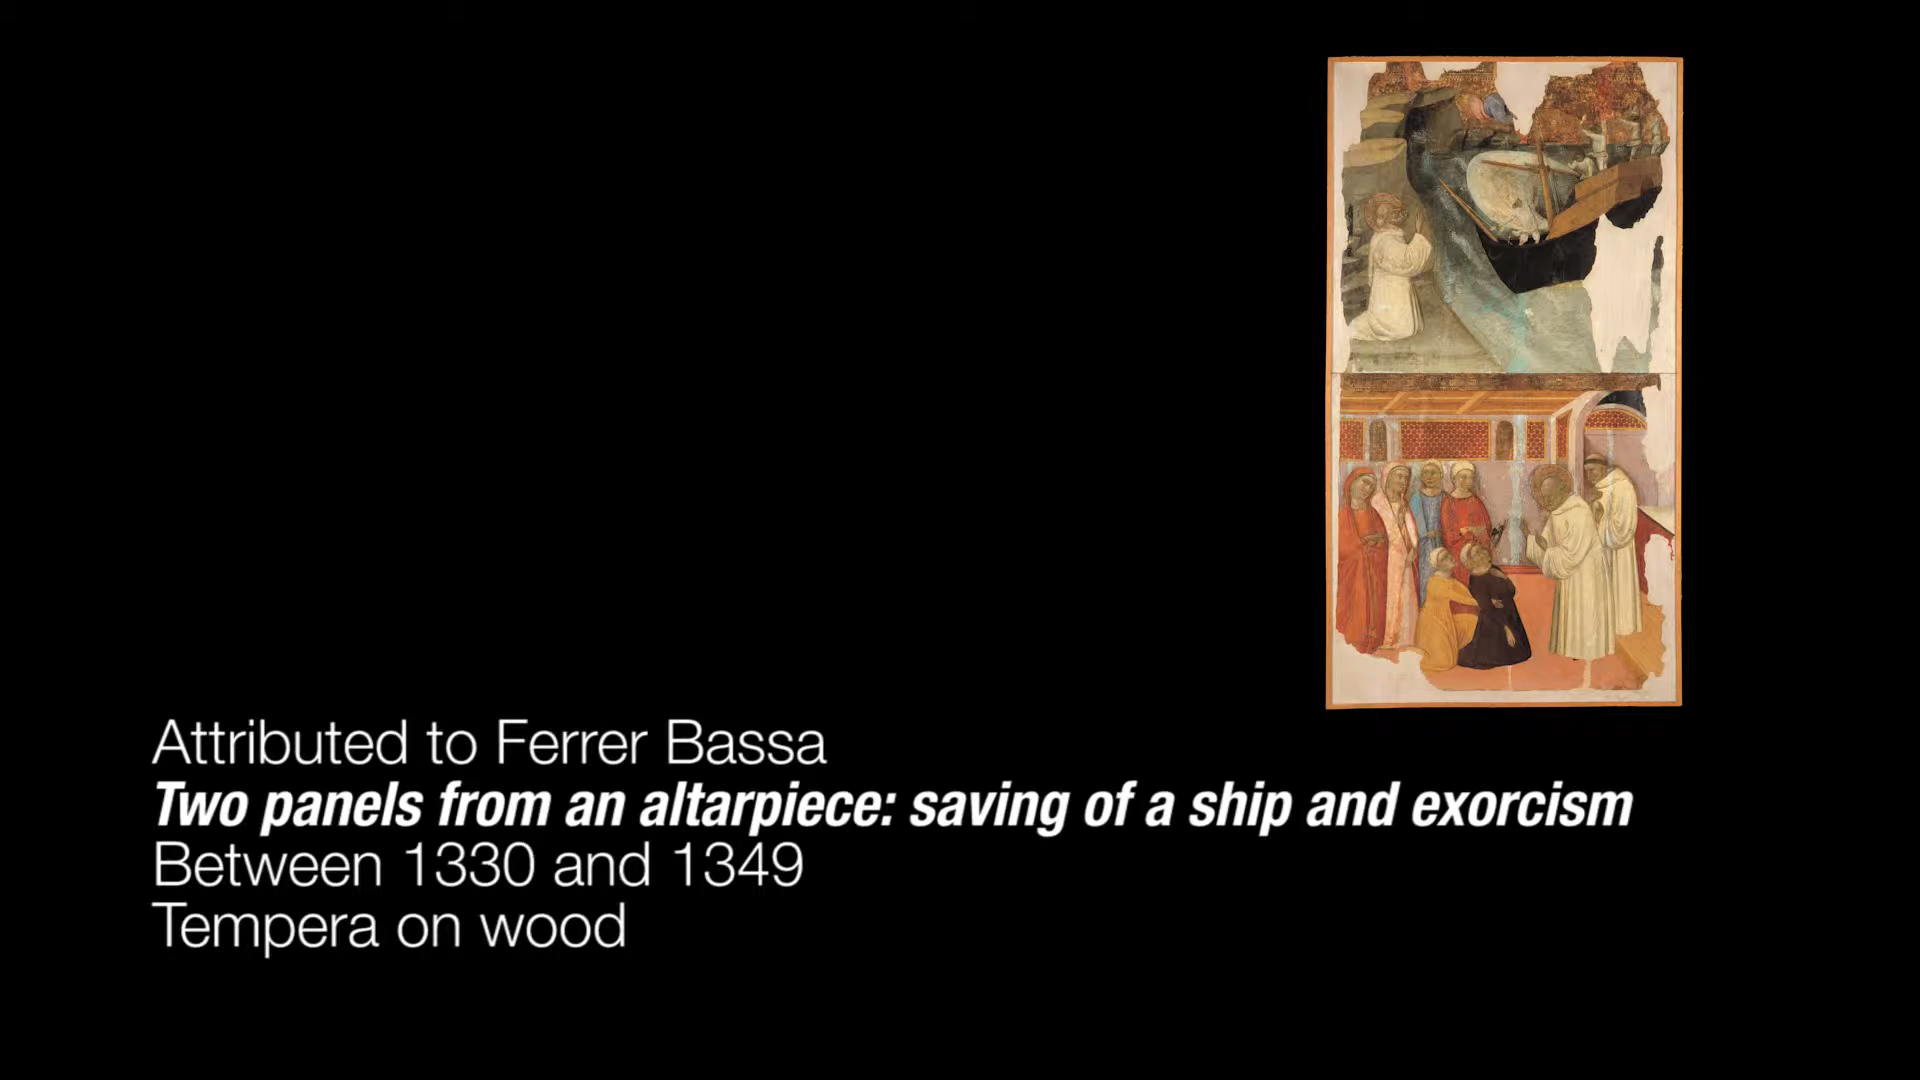 Attributed to Ferrer Bassa
Two panels from an altarpiece: saving of a ship and exorcism
Between 1330 and 1349
Tempera on wood